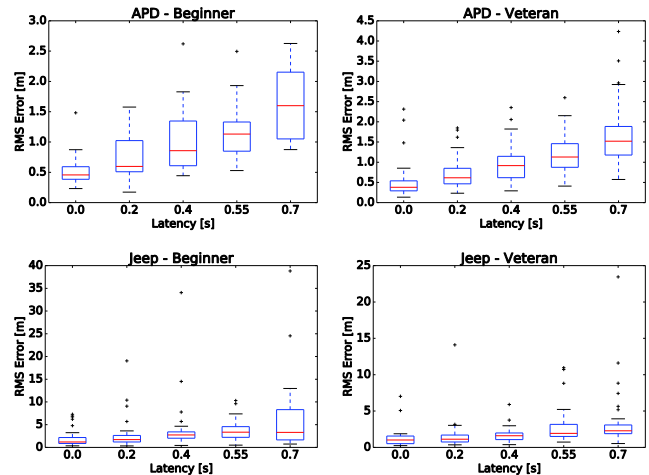 APD - Beginner
RMS Error [m]
3.0
2.5
2.0
1.5
1.0
0.5
0.0
0.0 0.2 0.4 0.55 0.7
Latency [s]
APD - Veteran
RMS Error [m]
4.5
4.0
3.5
3.0
2.5
2.0
1.5
1.0
0.5
0.0
0.0 0.2 0.4 0.55 0.7
Latency [s]
Jeep - Beginner
RMS Error [m]
40
35
30
25
20
15
10
5
0
0.0 0.2 0.4 0.55 0.7
Latency [s]
Jeep - Veteran
RMS Error [m]
25
20
15
10
5
0
0.0 0.2 0.4 0.55 0.7
Latency [s]